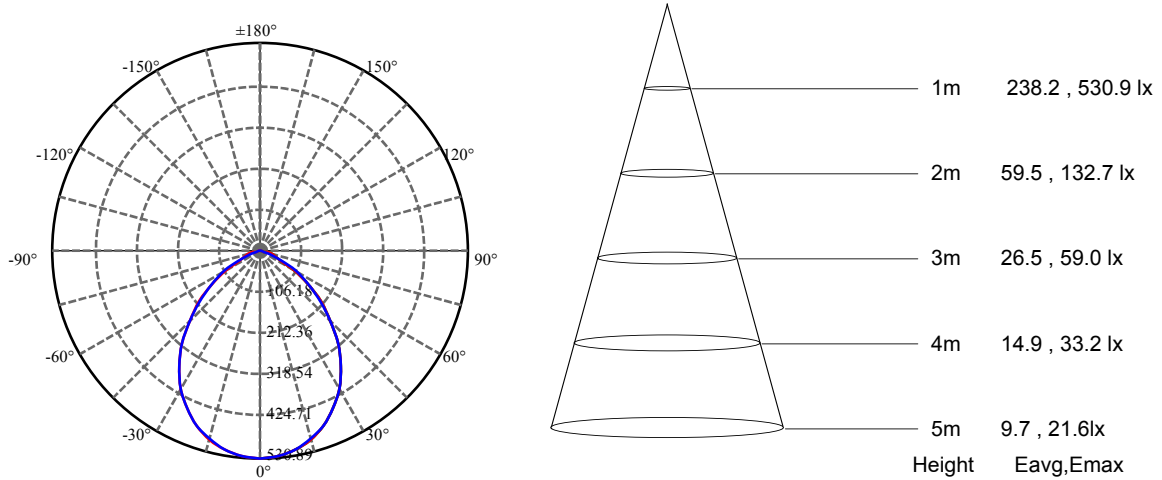 ±180°
-150°
150°
-120°
120°
-90°
90°
106.18
212.36
-60°
60°
318.54
424.71
-30°
30°
530.89
0°
1m 238.2 , 530.9 lx
2m 59.5 , 132.7 lx
3m 26.5 , 59.0 lx
4m 14.9 , 33.2 lx
5m 9.7 , 21.6lx
Height Eavg,Emax